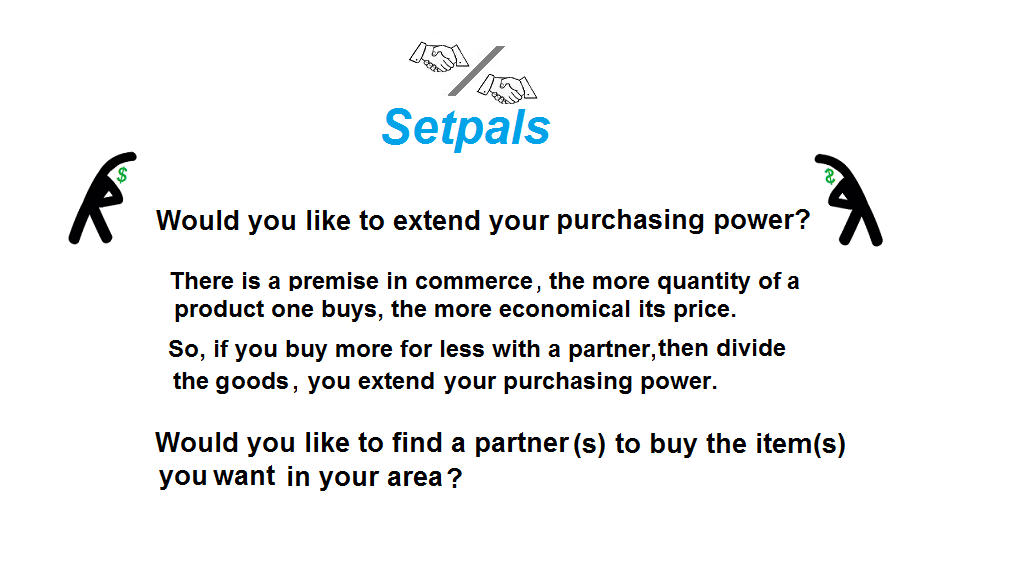 Setpals
$ $
Would you like to extend your purchasing power?
There is a premise in commerce, the more quantity of a
product one buys, the more economical its price.
So, if you buy more for less with a partner,then divide
the goods, you extend your purchasing power.
Would you like to find a partner(s) to buy the item(s)
you want in your area?